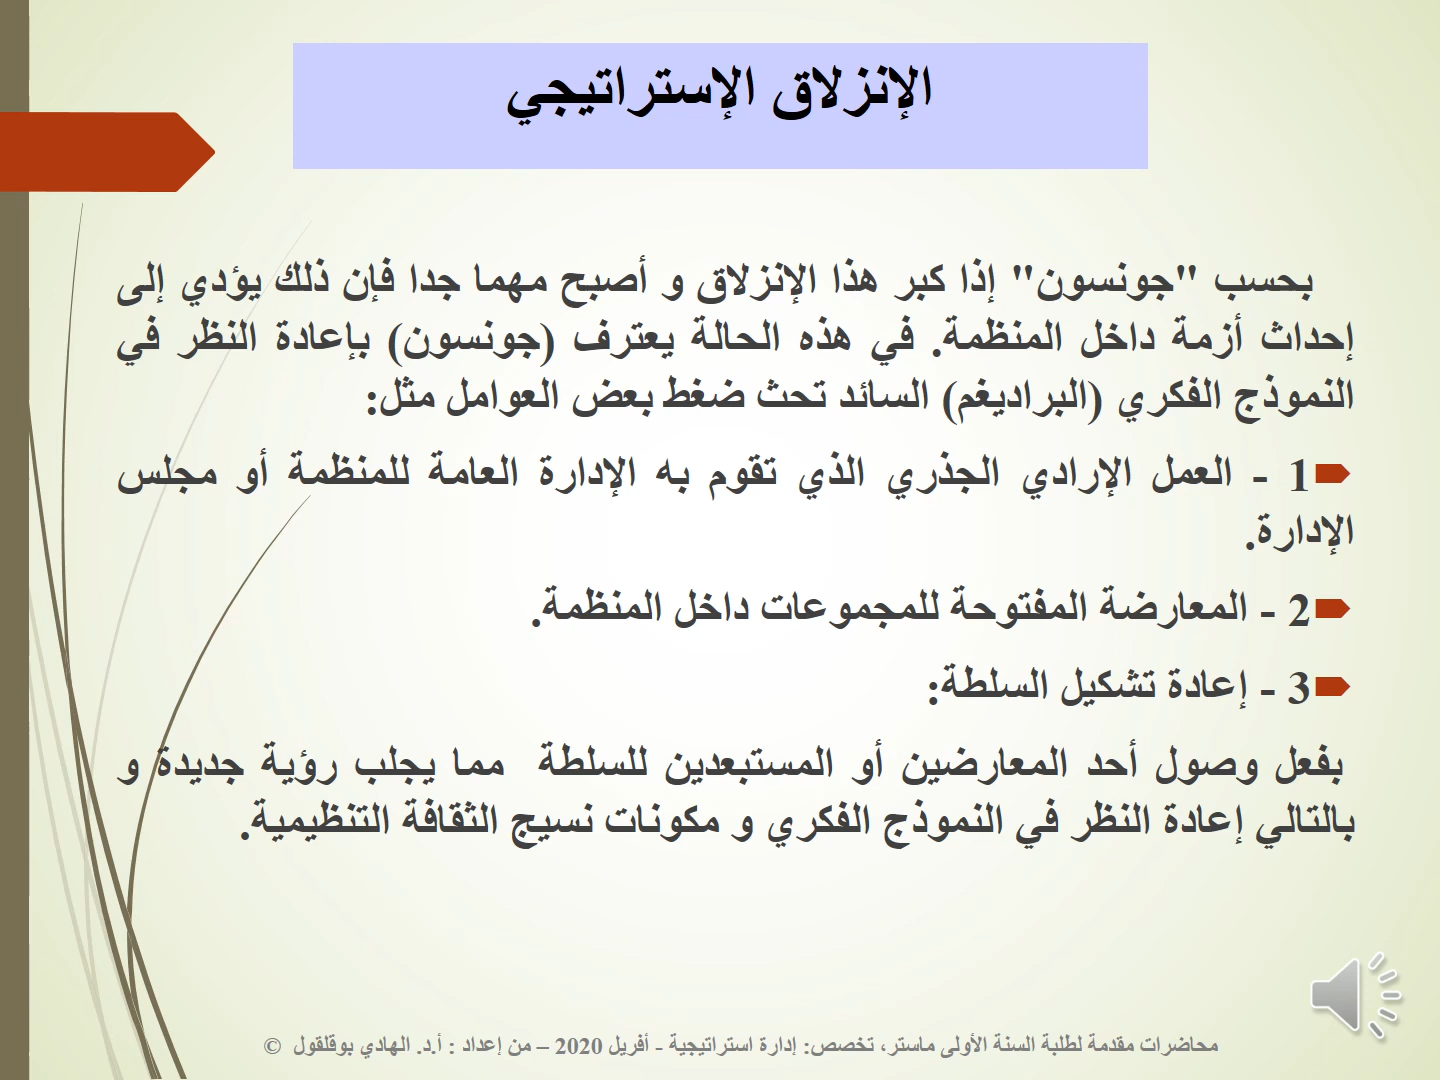 الإنزلاق الإستراتيجي
بحسب "جونسون" إذا كبر هذا الإنزلاق و أصبح مهما جدا فإن ذلك يؤدي إلى
إحداث أزمة داخل المنظمة. في هذه الحالة يعترف (جونسون) بإعادة النظر في
النموذج الفكري (البراديغم) السائد تحث ضغط بعض العوامل مثل:
1 - العمل الإرادي الجذري الذي تقوم به الإدارة العامة للمنظمة أو مجلس
الإدارة.
2 - المعارضة المفتوحة للمجموعات داخل المنظمة.
3 - إعادة تشكيل السلطة:
بفعل وصول أحد المعارضين أو المستبعدين للسلطة مما يجلب رؤية جديدة و
بالتالي إعادة النظر في النموذج الفكري و مكونات نسيج الثقافة التنظيمية.
محاضرات مقدمة لطلبة السنة الأولى ماستر، تخصص: إدارة استراتيجية - أفريل 2020 – من إعداد : أ.د. الهادي بوقلقول ©